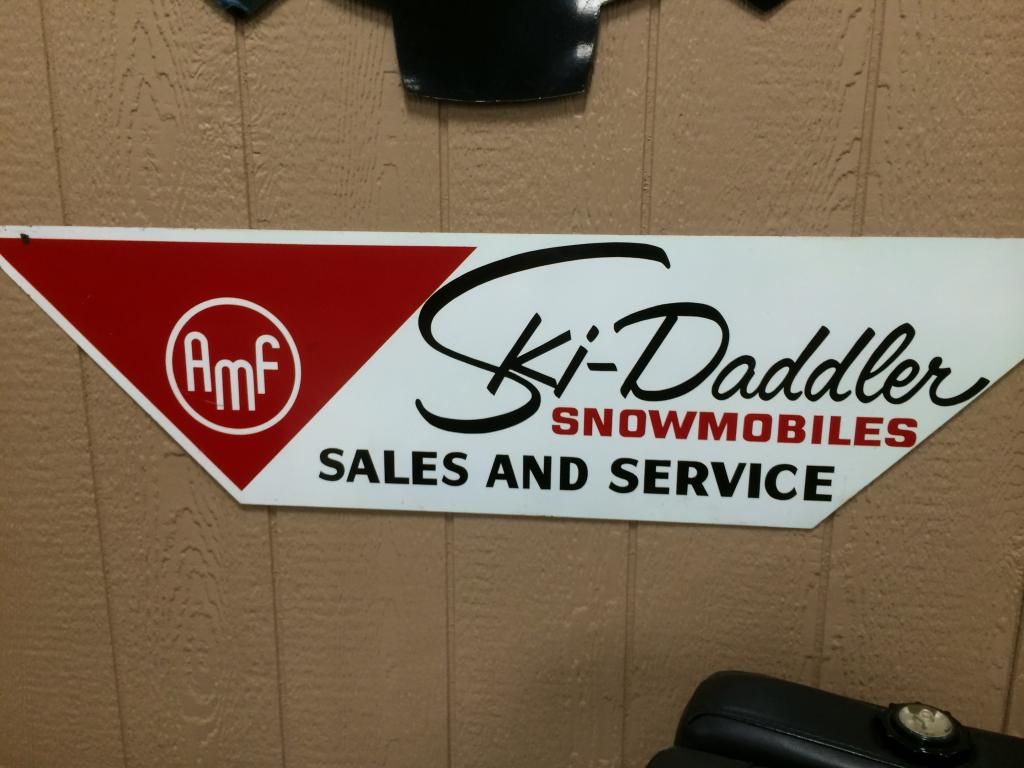 AMF
Ski-Daddler
SNOWMOBILES
SALES AND SERVICE